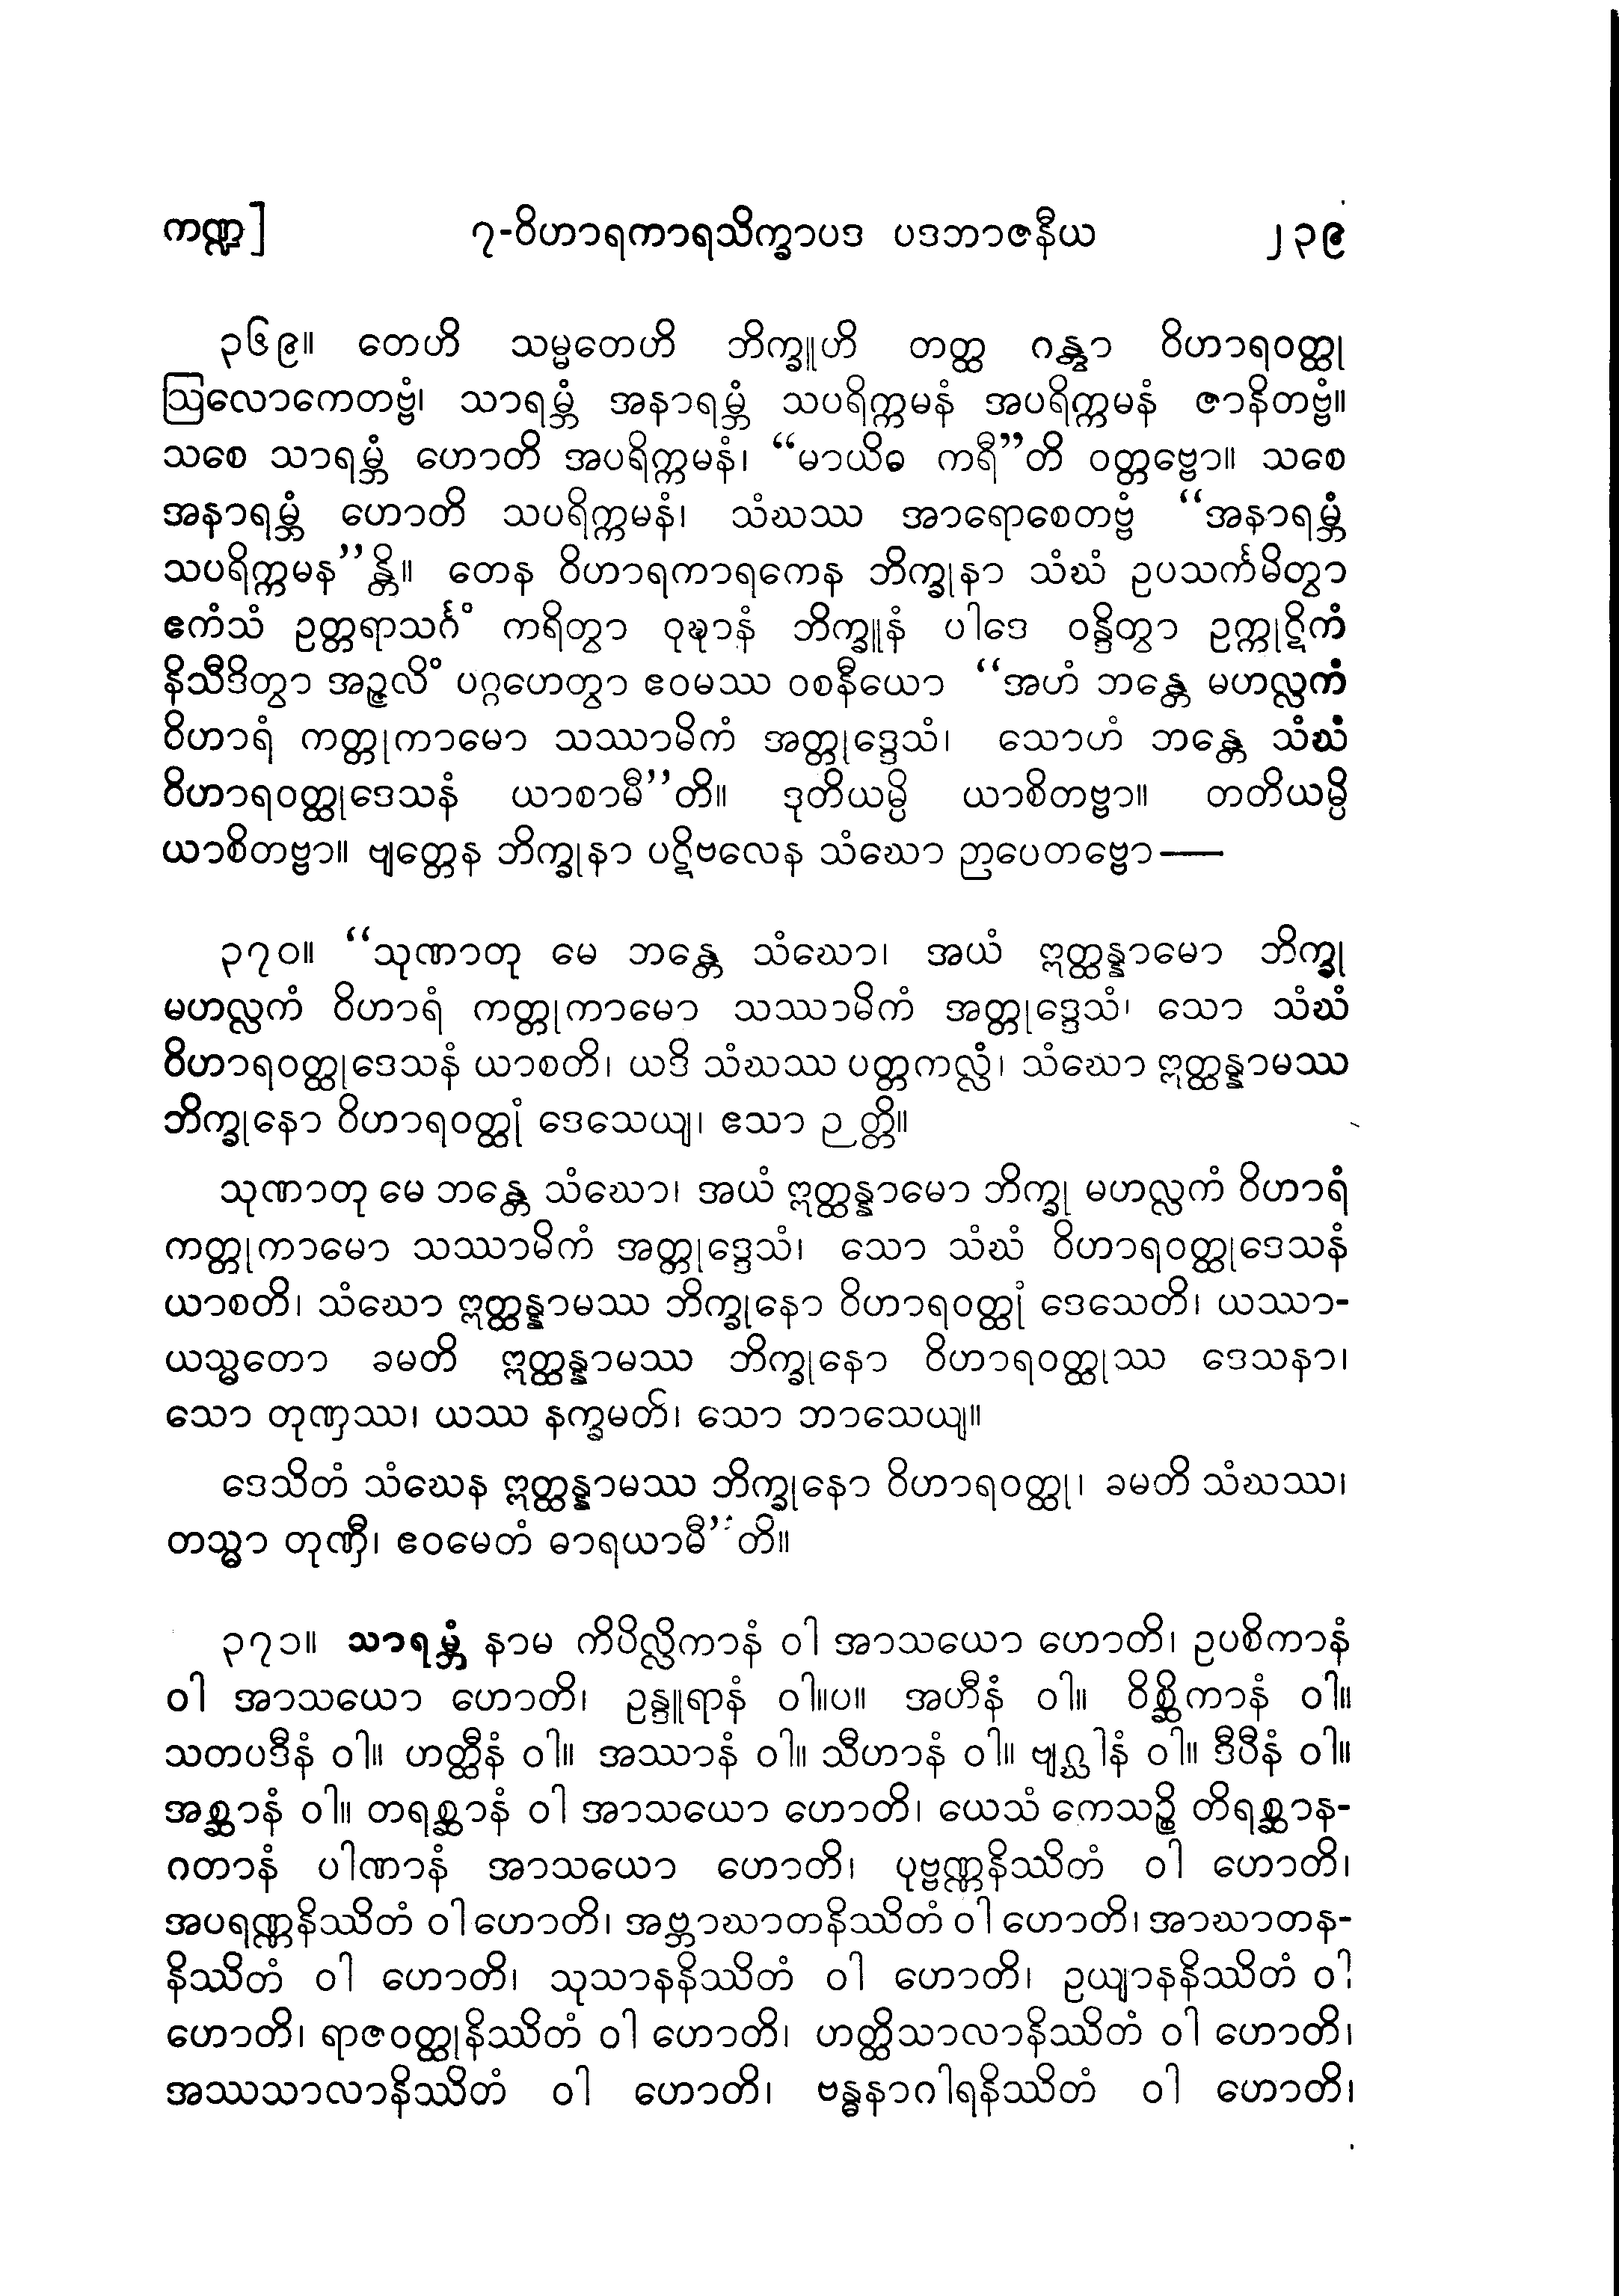 ကဏ္ဍ] ၇-ဝိဟာရကာရသိက္ခာပဒ ပဒဘာဇနီယ ၂၃၉
၃၆၉။ တေဟိ သမ္မတေဟိ ဘိက္ခူဟိ တတ္ထ ဂန္တွာ ဝိဟာရဝတ္ထု
ဩလောကေတဗ္ဗံ၊ သာရမ္ဘံ အနာရမ္ဘံ သပရိက္ကမနံ အပရိက္ကမနံ ဇာနိတဗ္ဗံ။
သစေ သာရမ္ဘံ ဟောတိ အပရိက္ကမနံ၊ “မာယိဓ ကရီ”တိ ဝတ္တဗ္ဗော။ သစေ
အနာရမ္ဘံ ဟောတိ သပရိက္ကမနံ၊ သံဃဿ အာရောစေတဗ္ဗံ “အနာရမ္ဘံ
သပရိက္ကမန”န္တိ။ တေန ဝိဟာရကာရကေန ဘိက္ခုနာ သံဃံ ဥပသင်္ကမိတွာ
ဧကံသံ ဥတ္တရာသင်္ဂံ ကရိတွာ ဝုဍ္ဎာနံ ဘိက္ခူနံ ပါဒေ ဝန္ဒိတွာ ဥက္ကုဋိကံ
နိသီဒိတွာ အဉ္ဇလိံ ပဂ္ဂဟေတွာ ဧဝမဿ ဝစနီယော “အဟံ ဘန္တေ မဟလ္လကံ
ဝိဟာရံ ကတ္တုကာမော သဿာမိကံ အတ္တုဒ္ဒေသံ၊ သောဟံ ဘန္တေ သံဃံ
ဝိဟာရဝတ္ထုဒေသနံ ယာစာမီ”တိ။ ဒုတိယမ္ပိ ယာစိတဗ္ဗာ။ တတိယမ္ပိ
ယာစိတဗ္ဗာ။ ဗျတ္တေန ဘိက္ခုနာ ပဋိဗလေန သံဃော ဉာပေတဗ္ဗော—
၃၇၀။ “သုဏာတု မေ ဘန္တေ သံဃော၊ အယံ ဣတ္ထန္နာမော ဘိက္ခု
မဟလ္လကံ ဝိဟာရံ ကတ္တုကာမော သဿာမိကံ အတ္တုဒ္ဒေသံ၊ သော သံဃံ
ဝိဟာရဝတ္ထုဒေသနံ ယာစတိ၊ ယဒိ သံဃဿ ပတ္တကလ္လံ၊ သံဃော ဣတ္ထန္နာမဿ
ဘိက္ခုနော ဝိဟာရဝတ္ထုံ ဒေသေယျ၊ ဧသာ ဉတ္တိ။
သုဏာတု မေ ဘန္တေ သံဃော၊ အယံ ဣတ္ထန္နာမော ဘိက္ခု မဟလ္လကံ ဝိဟာရံ
ကတ္တုကာမော သဿာမိကံ အတ္တုဒ္ဒေသံ၊ သော သံဃံ ဝိဟာရဝတ္ထုဒေသနံ
ယာစတိ၊ သံဃော ဣတ္ထန္နာမဿ ဘိက္ခုနော ဝိဟာရဝတ္ထုံ ဒေသေတိ၊ ယဿာ-
ယသ္မတော ခမတိ ဣတ္ထန္နာမဿ ဘိက္ခုနော ဝိဟာရဝတ္ထုဿ ဒေသနာ၊
သော တုဏှဿ၊ ယဿ နက္ခမတိ၊ သော ဘာသေယျ။
ဒေသိတံ သံဃေန ဣတ္ထန္နာမဿ ဘိက္ခုနော ဝိဟာရဝတ္ထု၊ ခမတိ သံဃဿ၊
တသ္မာ တုဏှီ၊ ဧဝမေတံ ဓာရယာမီ”တိ။
၃၇၁။ သာရမ္ဘံ နာမ ကိပိလ္လိကာနံ ဝါ အာသယော ဟောတိ၊ ဥပစိကာနံ
ဝါ အာသယော ဟောတိ၊ ဥန္ဒူရာနံ ဝါ။ပ။ အဟီနံ ဝါ။ ဝိစ္ဆိကာနံ ဝါ။
သတပဒီနံ ဝါ။ ဟတ္ထီနံ ဝါ။ အဿာနံ ဝါ။ သီဟာနံ ဝါ။ ဗျဂ္ဃါနံ ဝါ။ ဒီပီနံ ဝါ။
အစ္ဆာနံ ဝါ။ တရစ္ဆာနံ ဝါ အာသယော ဟောတိ၊ ယေသံ ကေသဉ္စိ တိရစ္ဆာန-
ဂတာနံ ပါဏာနံ အာသယော ဟောတိ၊ ပုဗ္ဗဏ္ဏနိဿိတံ ဝါ ဟောတိ၊
အပရဏ္ဏနိဿိတံ ဝါ ဟောတိ၊ အဗ္ဘာဃာတနိဿိတံ ဝါ ဟောတိ၊ အာဃာတန-
နိဿိတံ ဝါ ဟောတိ၊ သုသာနနိဿိတံ ဝါ ဟောတိ၊ ဥယျာနနိဿိတံ ဝါ
ဟောတိ၊ ရာဇဝတ္ထုနိဿိတံ ဝါ ဟောတိ၊ ဟတ္ထိသာလာနိဿိတံ ဝါ ဟောတိ၊
အဿသာလာနိဿိတံ ဝါ ဟောတိ၊ ဗန္ဓနာဂါရနိဿိတံ ဝါ ဟောတိ၊